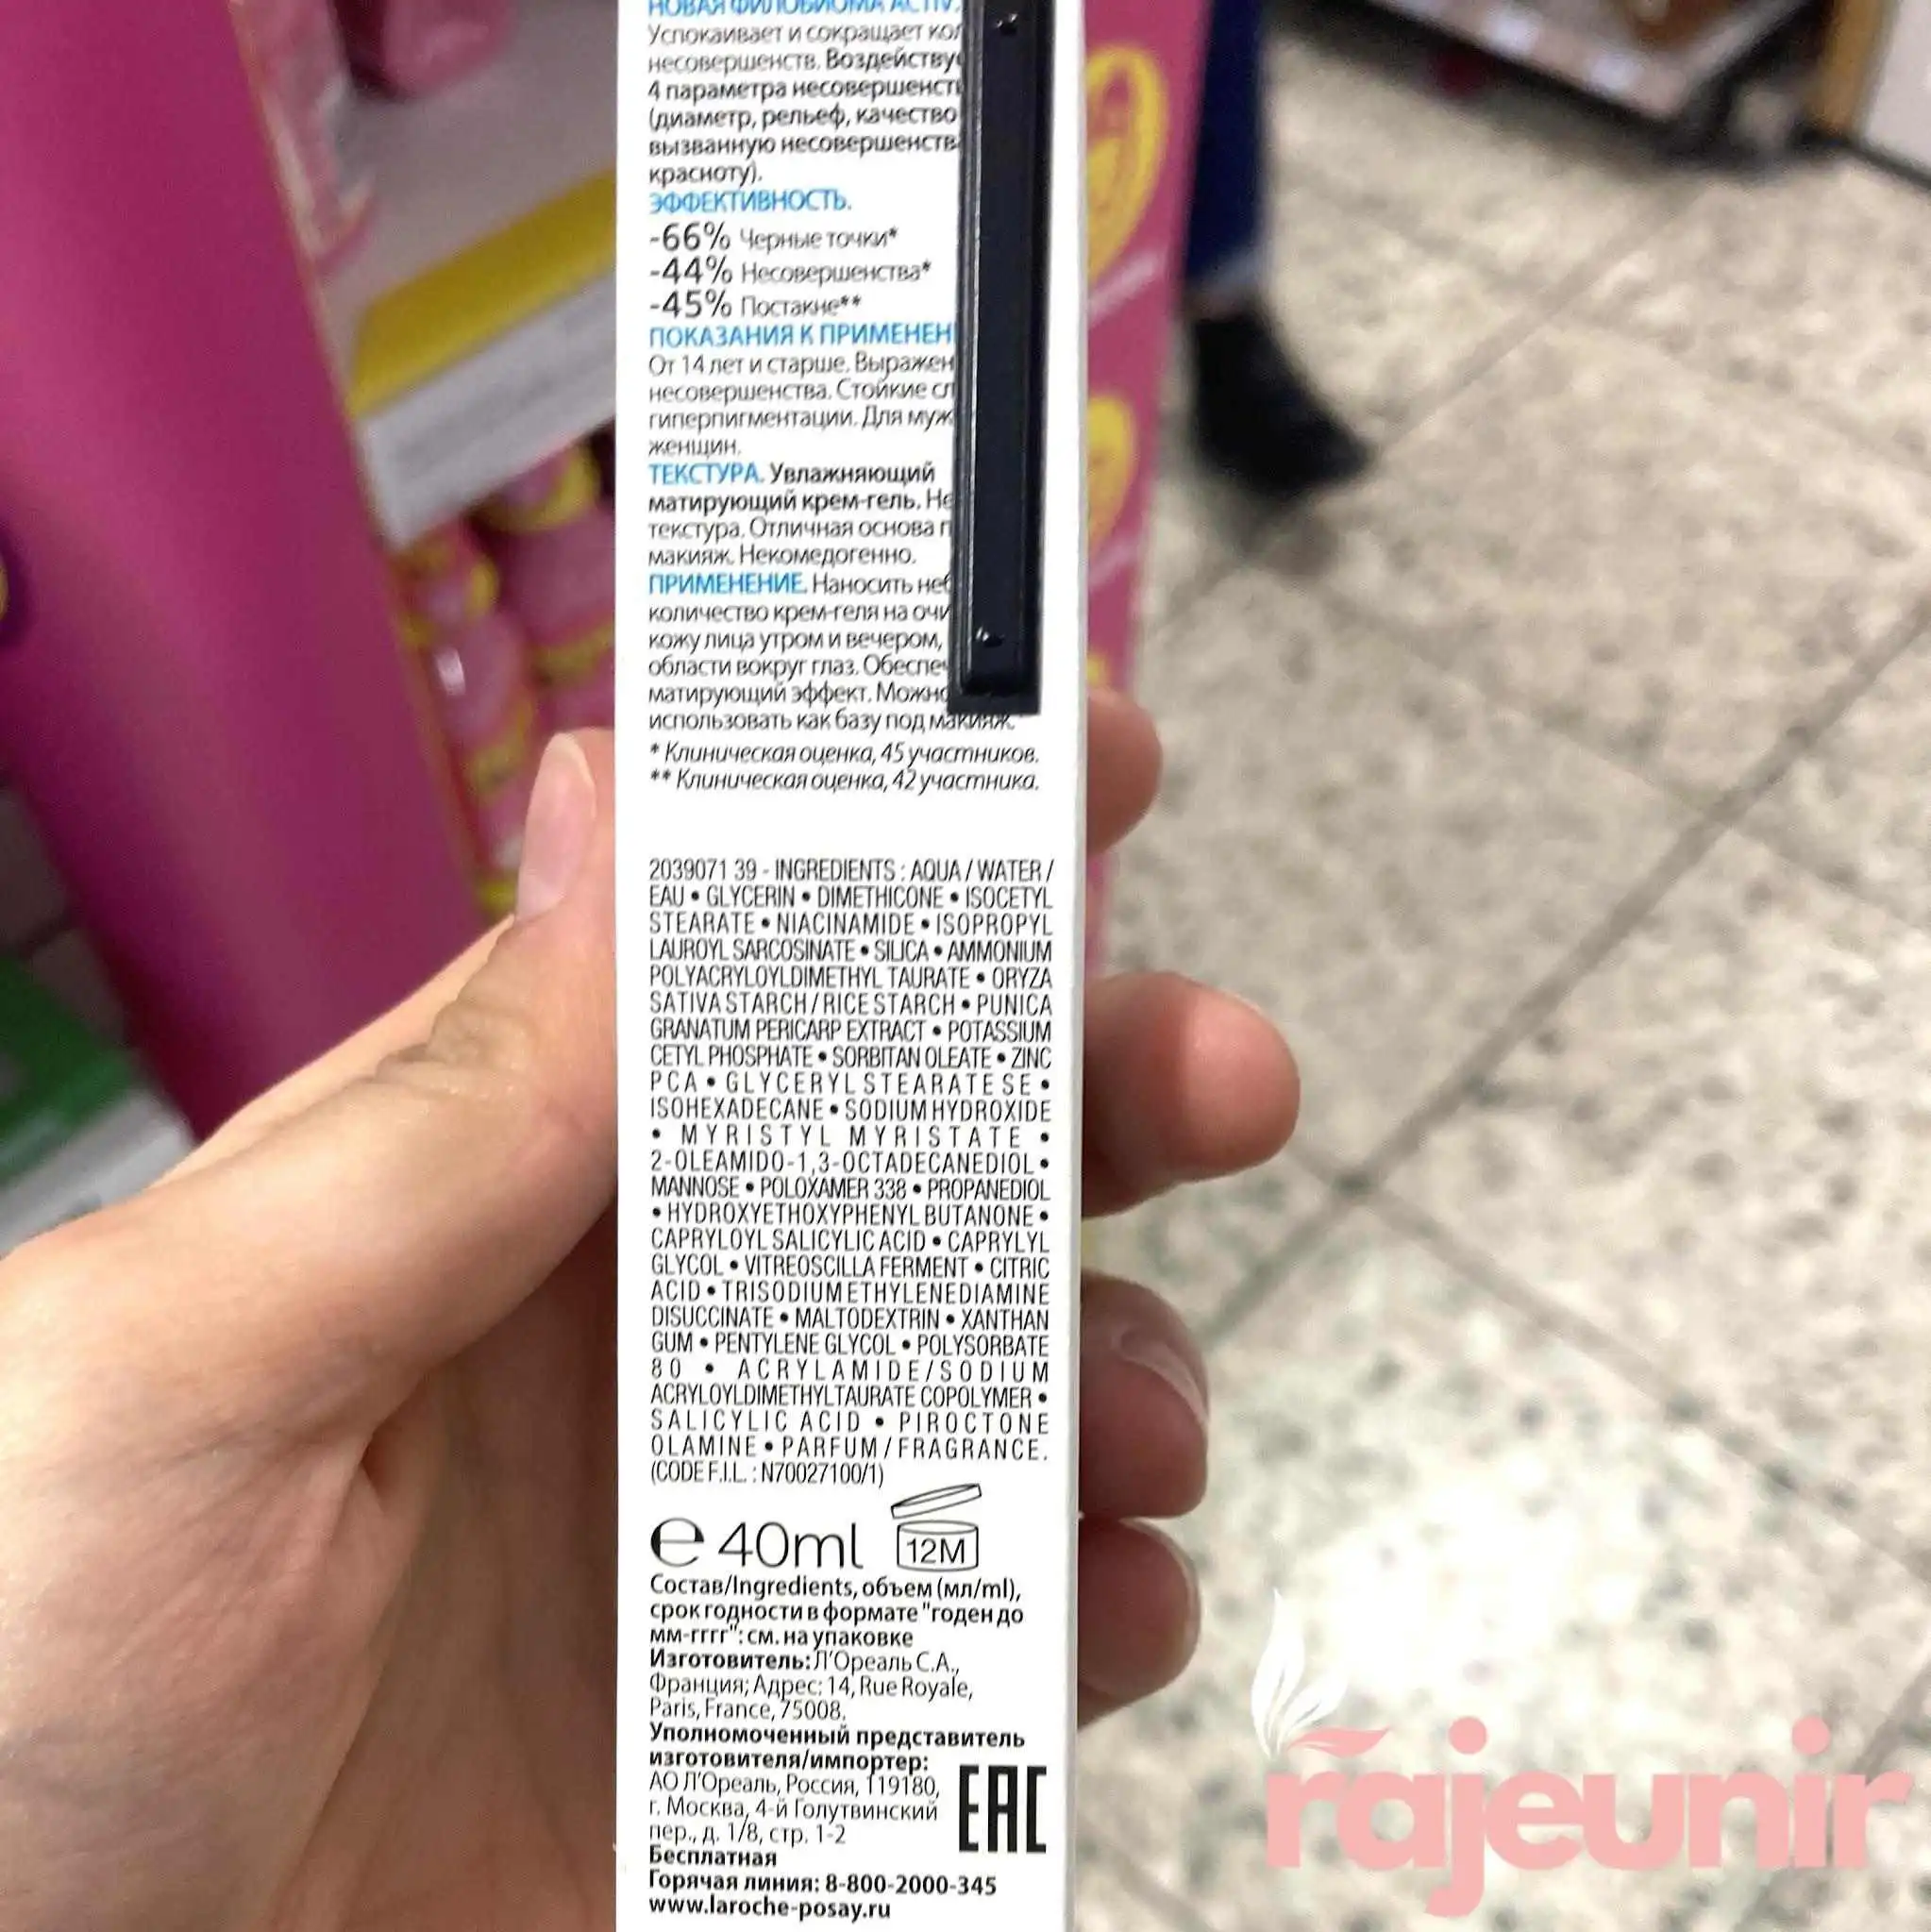 НОВАЯ ФИЛОБИОМА ACTIV.
Успокаивает и сокращает
несовершенств. Воздейству
4 параметра несовершенст
(диаметр, рельеф, качество
вызванную несовершенств
красноту).
ЭФФЕКТИВНОСТЬ.
-66% Черные точки*
-44% Несовершенства*
-45% Постакне**
ПОКАЗАНИЯ К ПРИМЕНЕН
От 14 лет и старше. Выражен
несовершенства. Стойкие
гиперпигментации. Для муж
женщин.
ТЕКСТУРА. Увлажняющий
матирующий крем-гель.
текстура. Отличная основа
макияж. Некомедогенно.
ПРИМЕНЕНИЕ. Наносить
количество крем-геля на
кожу лица утром и вечером,
области вокруг глаз. Обеспе
матирующий эффект. Можно
использовать как базу под макияж.
* Клиническая оценка, 45 участников.
** Клиническая оценка, 42 участника.
2039071 39 - INGREDIENTS : AQUA / WATER /
EAU • GLYCERIN • DIMETHICONE • ISOCETYL
STEARATE • NIACINAMIDE • ISOPROPYL
LAUROYL SARCOSINATE • SILICA • AMMONIUM
POLYACRYLOYLDIMETHYL TAURATE • ORYZA
SATIVA STARCH / RICE STARCH • PUNICA
GRANATUM PERICARP EXTRACT • POTASSIUM
CETYL PHOSPHATE • SORBITAN OLEATE • ZINC
PCA • GLYCERYL STEARATE SE •
ISOHEXADECANE • SODIUM HYDROXIDE
• MYRISTYL MYRISTATE •
2-OLEAMIDO-1,3-OCTADECANEDIOL •
MANNOSE • POLOXAMER 338 • PROPANEDIOL
• HYDROXYETHOXYPHENYL BUTANONE •
CAPRYLOYL SALICYLIC ACID • CAPRYLYL
GLYCOL • VITREOSCILLA FERMENT • CITRIC
ACID • TRISODIUM ETHYLENEDIAMINE
DISUCCINATE • MALTODEXTRIN • XANTHAN
GUM • PENTYLENE GLYCOL • POLYSORBATE
80 • ACRYLAMIDE/SODIUM
ACRYLOYLDIMETHYLTAURATE COPOLYMER •
SALICYLIC ACID • PIROCTONE
OLAMINE • PARFUM / FRAGRANCE.
(CODE F.I.L. : N70027100/1)
e 40ml 12M
Состав/Ingredients, объем (мл/ml),
срок годности в формате "годен до
мм-гггг": см. на упаковке
Изготовитель: Л'Ореаль С.А.,
Франция; Адрес: 14, Rue Royale,
Paris, France, 75008.
Уполномоченный представитель
изготовителя/импортер:
АО Л'Ореаль, Россия, 119180,
г. Москва, 4-й Голутвинский
пер., д. 1/8, стр. 1-2
EAC
Бесплатная
Горячая линия: 8-800-2000-345
www.laroche-posay.ru
rajeunir